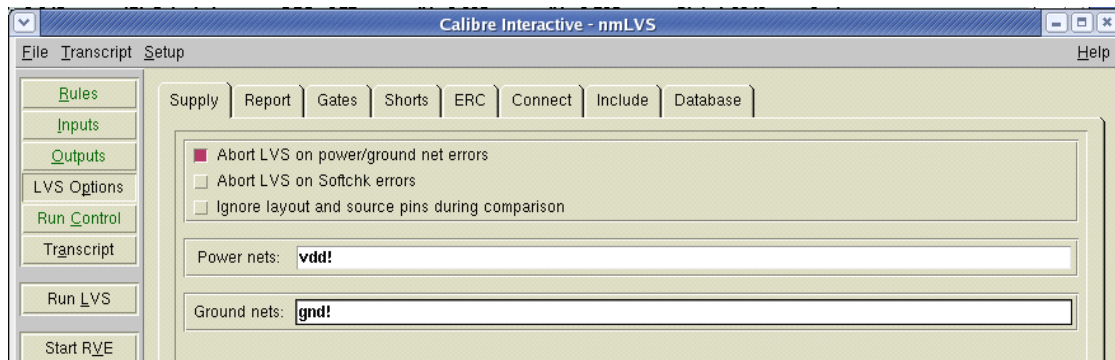 Calibre Interactive - nmLVS
File Transcript Setup Help
Rules
Inputs
Outputs
LVS Options
Run Control
Transcript
Run LVS
Start RVE
Supply Report Gates Shorts ERC Connect Include Database
Abort LVS on power/ground net errors
Abort LVS on Softchk errors
Ignore layout and source pins during comparison
Power nets: vdd!
Ground nets: gnd!